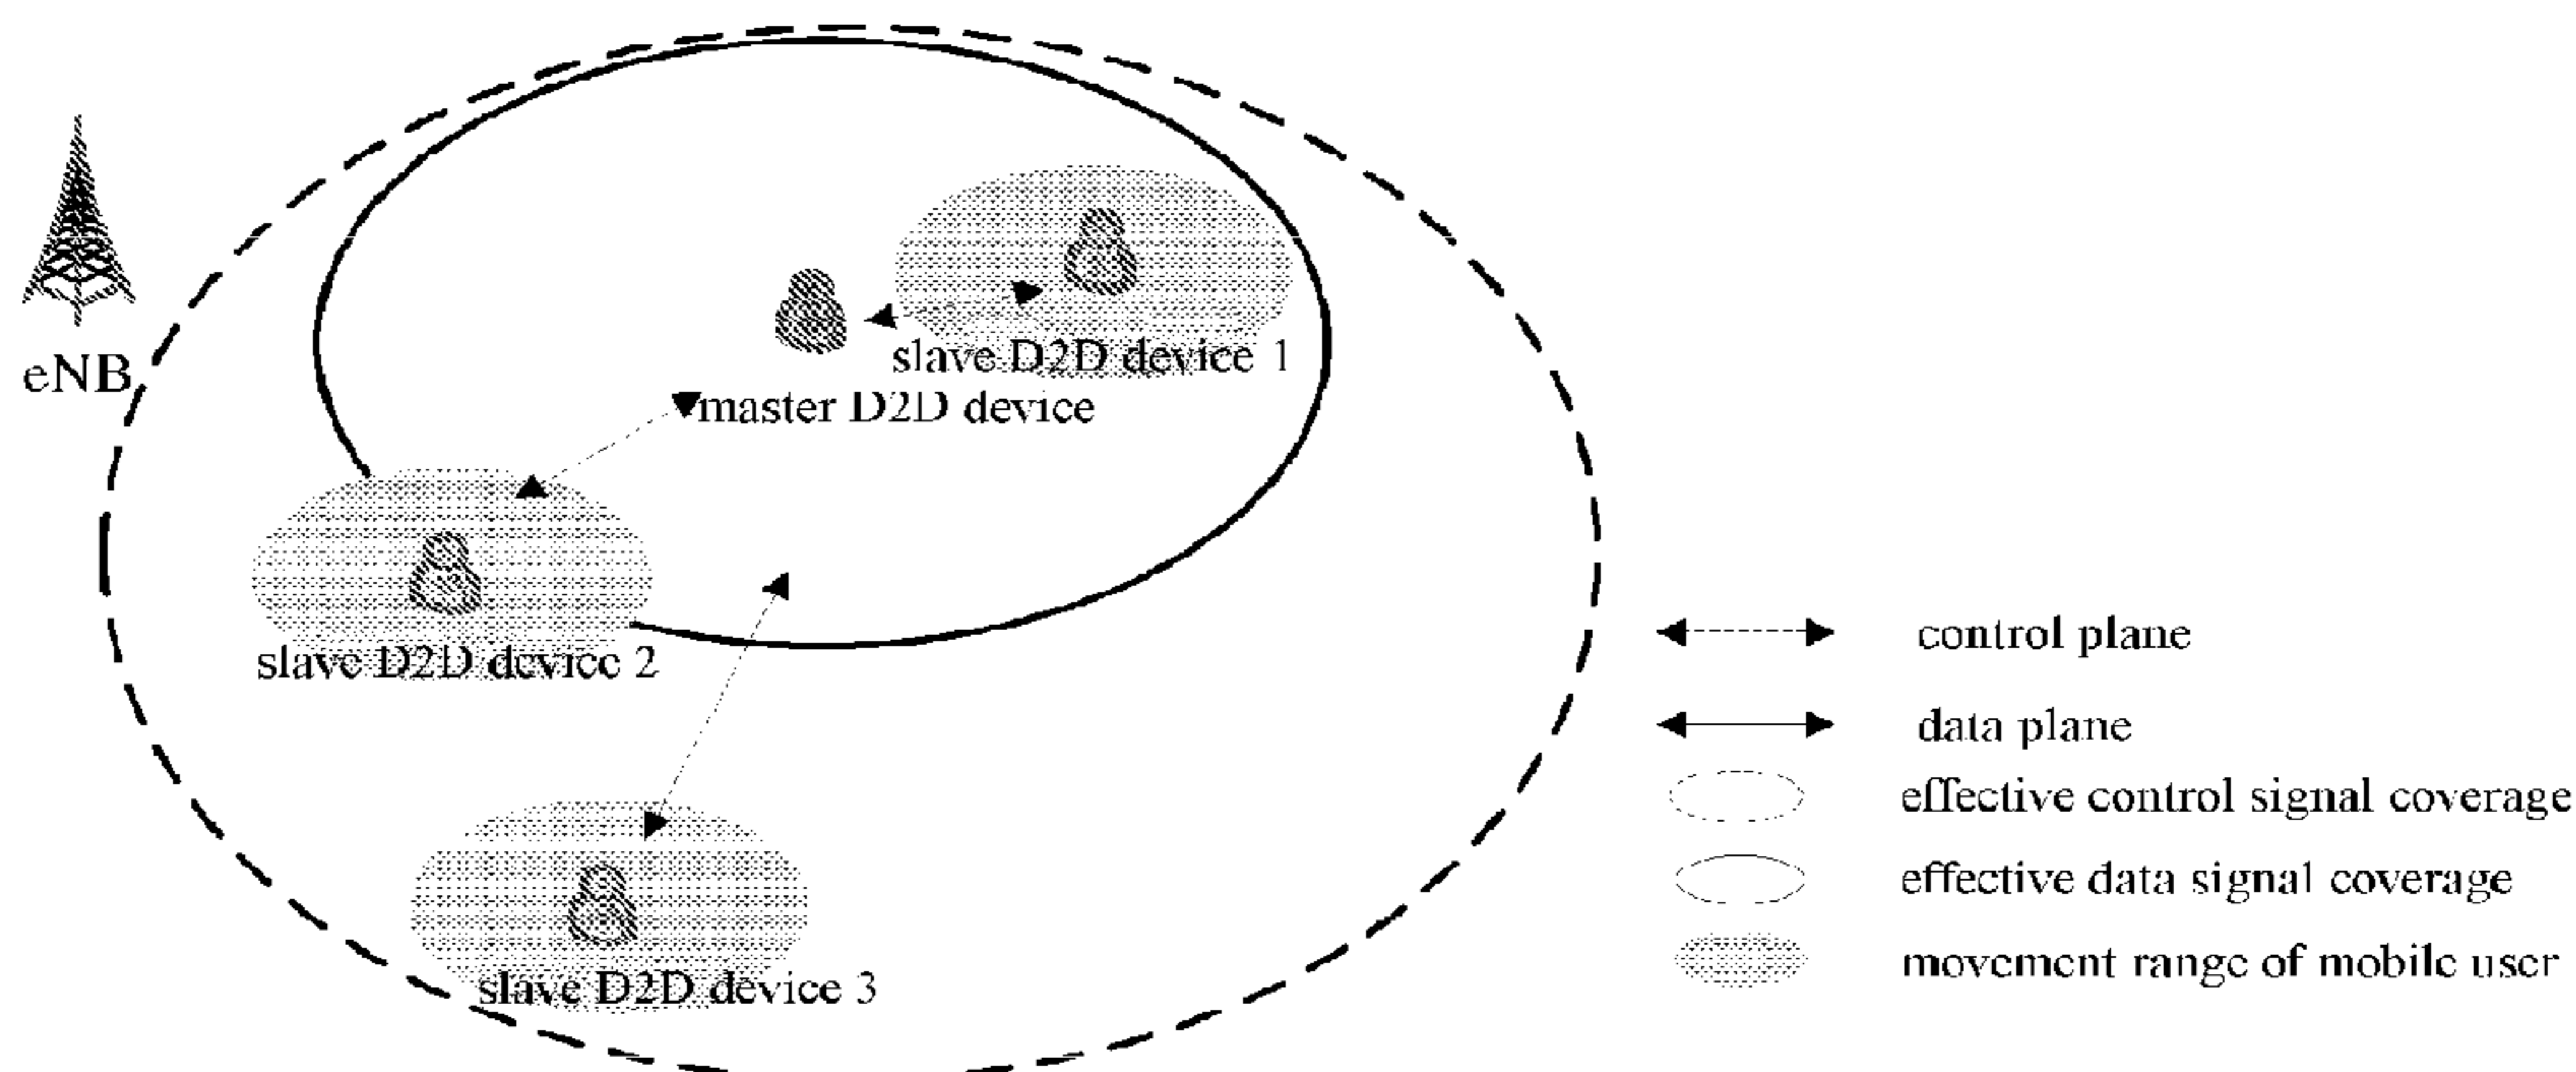 eNB
slave D2D device 1
master D2D device
slave D2D device 2
slave D2D device 3
control plane
data plane
effective control signal coverage
effective data signal coverage
movement range of mobile user